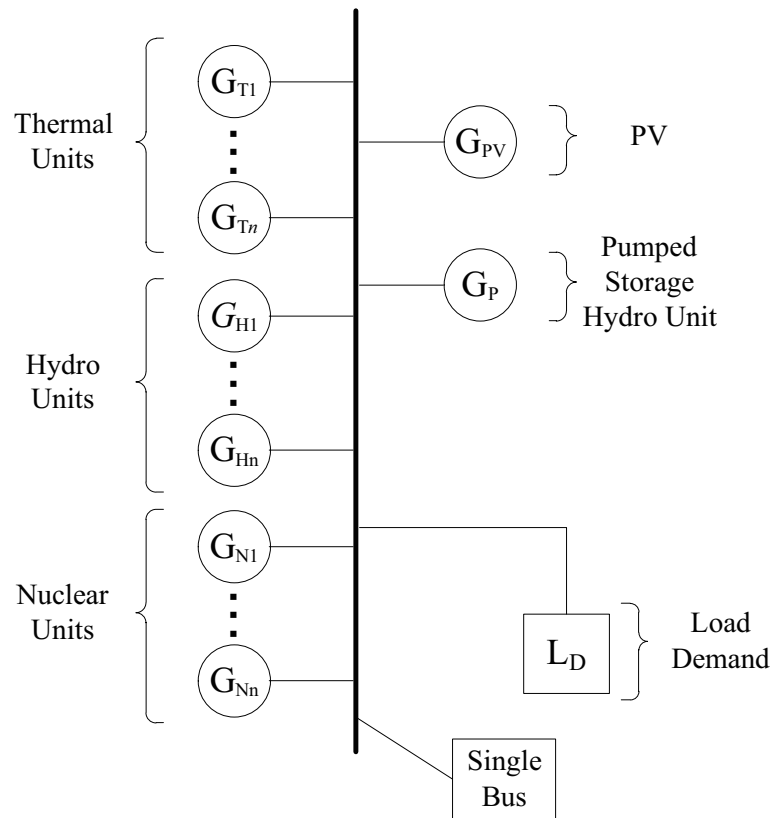 Thermal
Units
G_T1
G_Tn
Hydro
Units
G_H1
G_Hn
Nuclear
Units
G_N1
G_Nn
G_PV
PV
G_P
Pumped
Storage
Hydro Unit
L_D
Load
Demand
Single
Bus